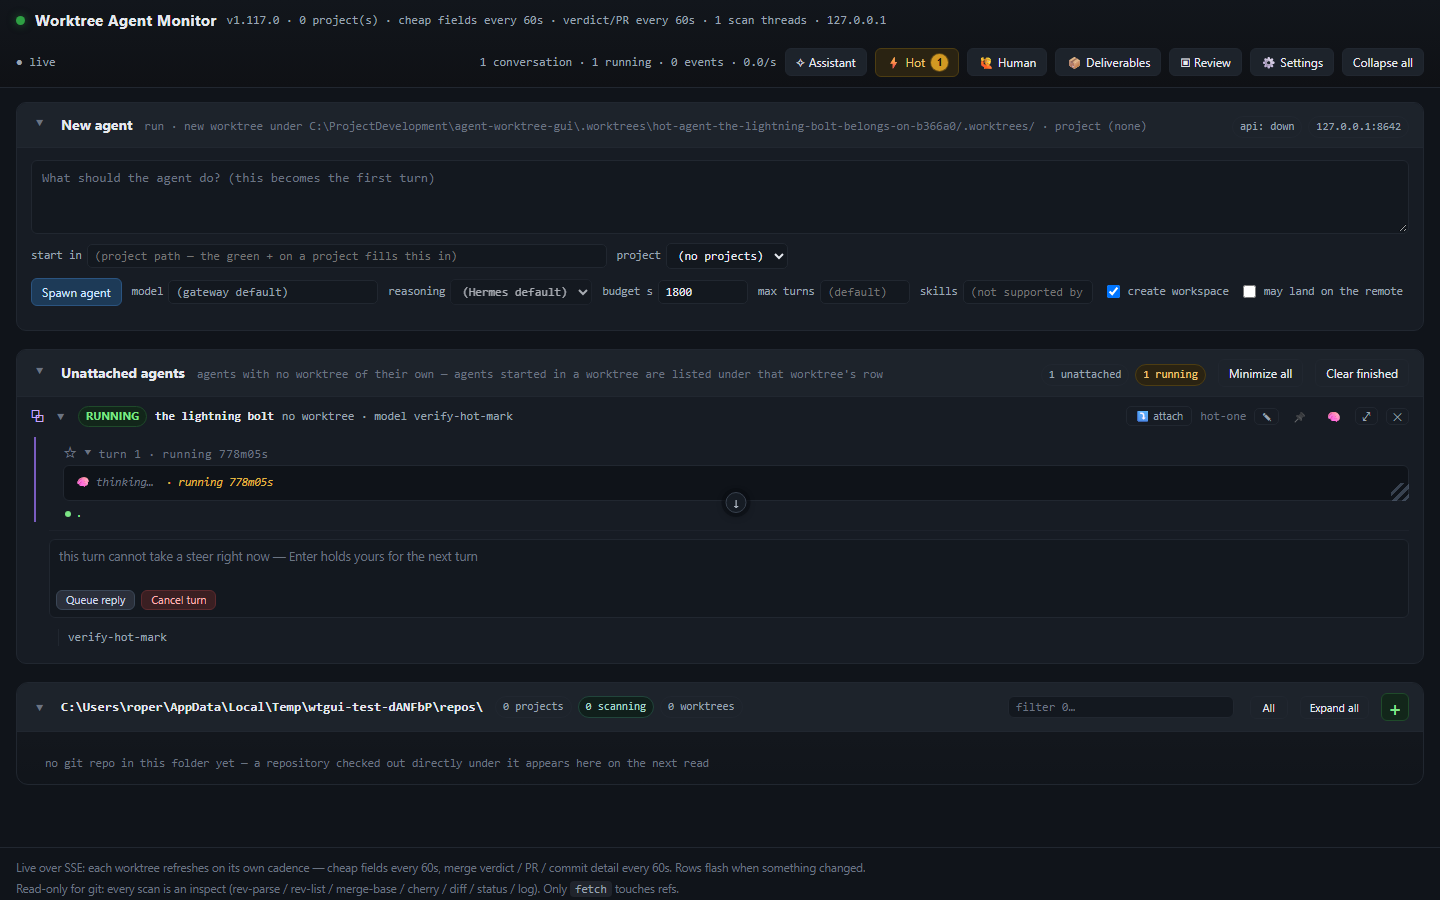 Worktree Agent Monitor v1.117.0 · 0 project(s) · cheap fields every 60s · verdict/PR every 60s · 1 scan threads · 127.0.0.1
● live 1 conversation · 1 running · 0 events · 0.0/s Assistant Hot 1 Human Deliverables Review Settings Collapse all
New agent run · new worktree under C:\ProjectDevelopment\agent-worktree-gui\.worktrees\hot-agent-the-lightning-bolt-belongs-on-b366a0/.worktrees/ · project (none) api: down 127.0.0.1:8642
What should the agent do? (this becomes the first turn)
start in (project path — the green + on a project fills this in) project (no projects)
Spawn agent model (gateway default) reasoning (Hermes default) budget s 1800 max turns (default) skills (not supported by create workspace may land on the remote
Unattached agents agents with no worktree of their own — agents started in a worktree are listed under that worktree's row 1 unattached 1 running Minimize all Clear finished
RUNNING the lightning bolt no worktree · model verify-hot-mark attach hot-one
turn 1 · running 778m05s
thinking… · running 778m05s
.
this turn cannot take a steer right now — Enter holds yours for the next turn
Queue reply Cancel turn
verify-hot-mark
C:\Users\roper\AppData\Local\Temp\wtgui-test-dANFbP\repos\ 0 projects 0 scanning 0 worktrees filter 0… All Expand all +
no git repo in this folder yet — a repository checked out directly under it appears here on the next read
Live over SSE: each worktree refreshes on its own cadence — cheap fields every 60s, merge verdict / PR / commit detail every 60s. Rows flash when something changed.
Read-only for git: every scan is an inspect (rev-parse / rev-list / merge-base / cherry / diff / status / log). Only fetch touches refs.